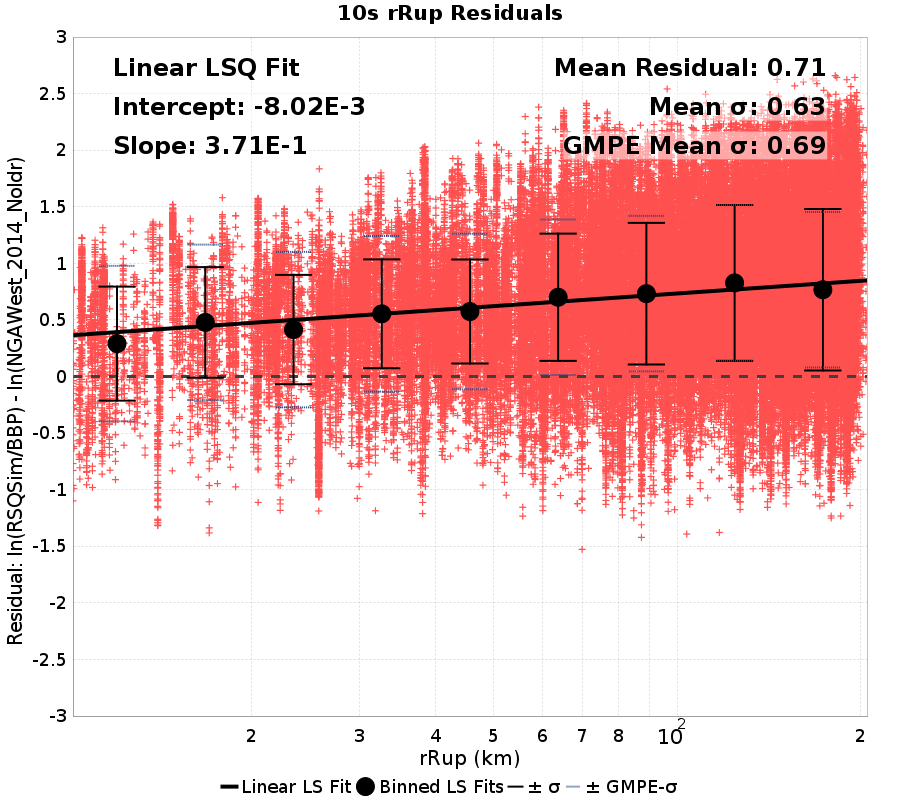 10s rRup Residuals
Linear LSQ Fit
Intercept: -8.02E-3
Slope: 3.71E-1
Mean Residual: 0.71
Mean σ: 0.63
GMPE Mean σ: 0.69
Residual: ln(RSQSim/BBP) - ln(NGAWest_2014_NoIdr)
3
2.5
2
1.5
1
0.5
0
-0.5
-1
-1.5
-2
-2.5
-3
2 3 4 5 6 7 8 10² 2
rRup (km)
Linear LS Fit Binned LS Fits ± σ ± GMPE-σ